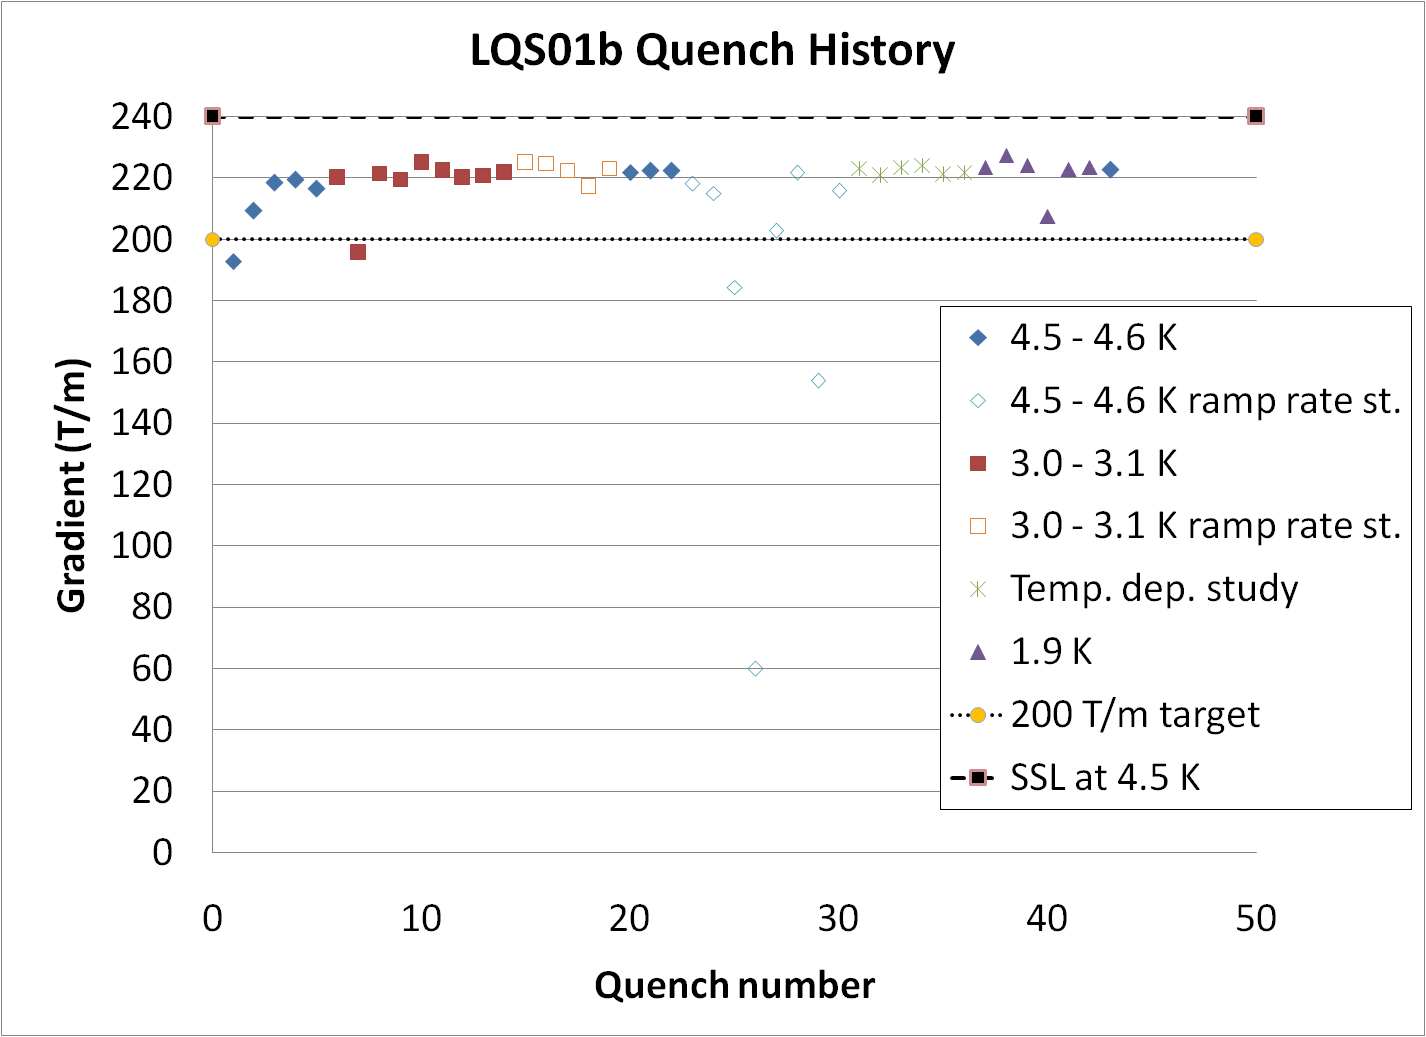 LQS01b Quench History
240
220
200
180
160
140
120
100
80
60
40
20
0
Gradient (T/m)
0 10 20 30 40 50
Quench number
4.5 - 4.6 K
4.5 - 4.6 K ramp rate st.
3.0 - 3.1 K
3.0 - 3.1 K ramp rate st.
Temp. dep. study
1.9 K
200 T/m target
SSL at 4.5 K